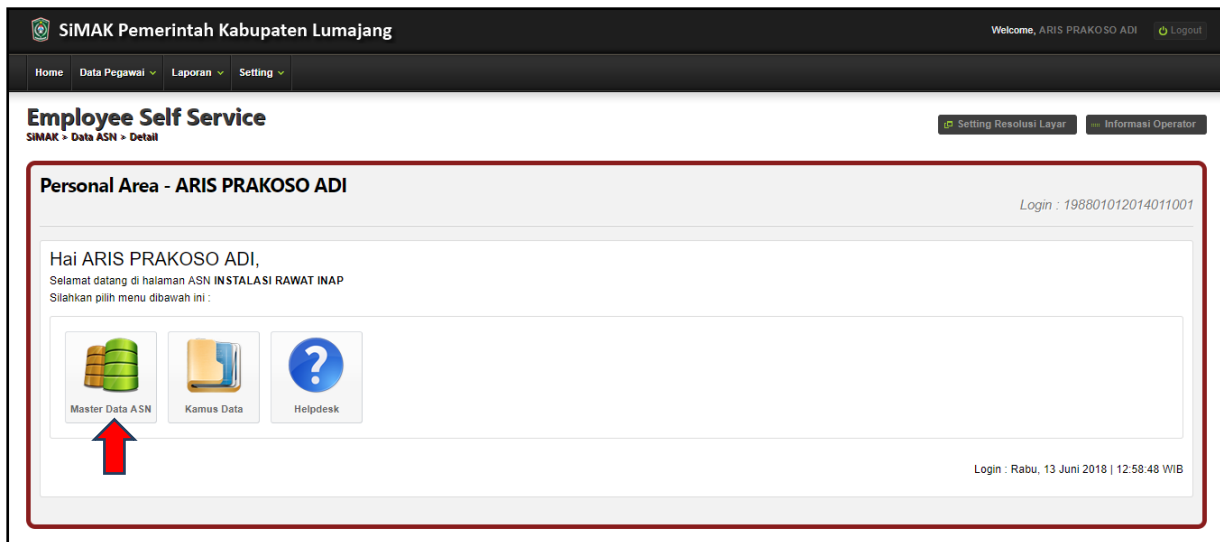 SiMAK Pemerintah Kabupaten Lumajang
Welcome, ARIS PRAKOSO ADI Logout
Home Data Pegawai Laporan Setting
Employee Self Service
SiMAK > Data ASN > Detail
Setting Resolusi Layar Informasi Operator
Personal Area - ARIS PRAKOSO ADI
Login : 198801012014011001
Hai ARIS PRAKOSO ADI,
Selamat datang di halaman ASN INSTALASI RAWAT INAP
Silahkan pilih menu dibawah ini :
Master Data ASN Kamus Data Helpdesk
Login : Rabu, 13 Juni 2018 | 12:58:48 WIB